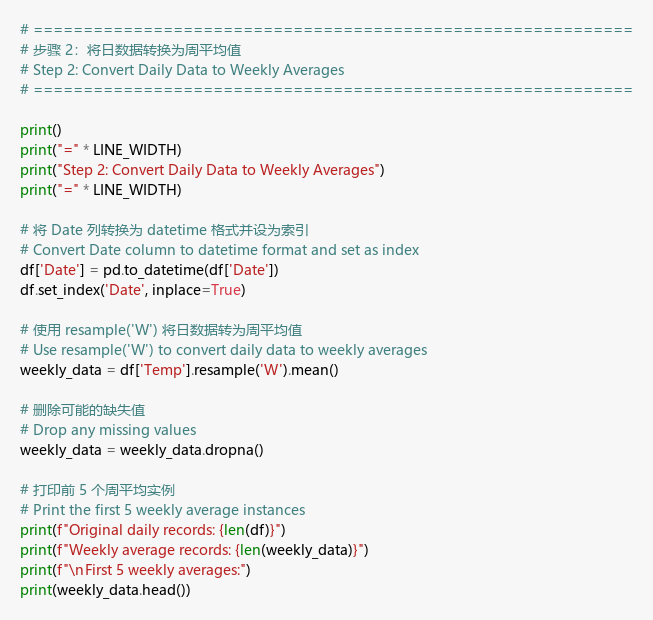 # ============================================================
# 步骤 2：将日数据转换为周平均值
# Step 2: Convert Daily Data to Weekly Averages
# ============================================================
print()
print("=" * LINE_WIDTH)
print("Step 2: Convert Daily Data to Weekly Averages")
print("=" * LINE_WIDTH)
# 将 Date 列转换为 datetime 格式并设为索引
# Convert Date column to datetime format and set as index
df['Date'] = pd.to_datetime(df['Date'])
df.set_index('Date', inplace=True)
# 使用 resample('W') 将日数据转为周平均值
# Use resample('W') to convert daily data to weekly averages
weekly_data = df['Temp'].resample('W').mean()
# 删除可能的缺失值
# Drop any missing values
weekly_data = weekly_data.dropna()
# 打印前 5 个周平均实例
# Print the first 5 weekly average instances
print(f"Original daily records: {len(df)}")
print(f"Weekly average records: {len(weekly_data)}")
print(f"\nFirst 5 weekly averages:")
print(weekly_data.head())